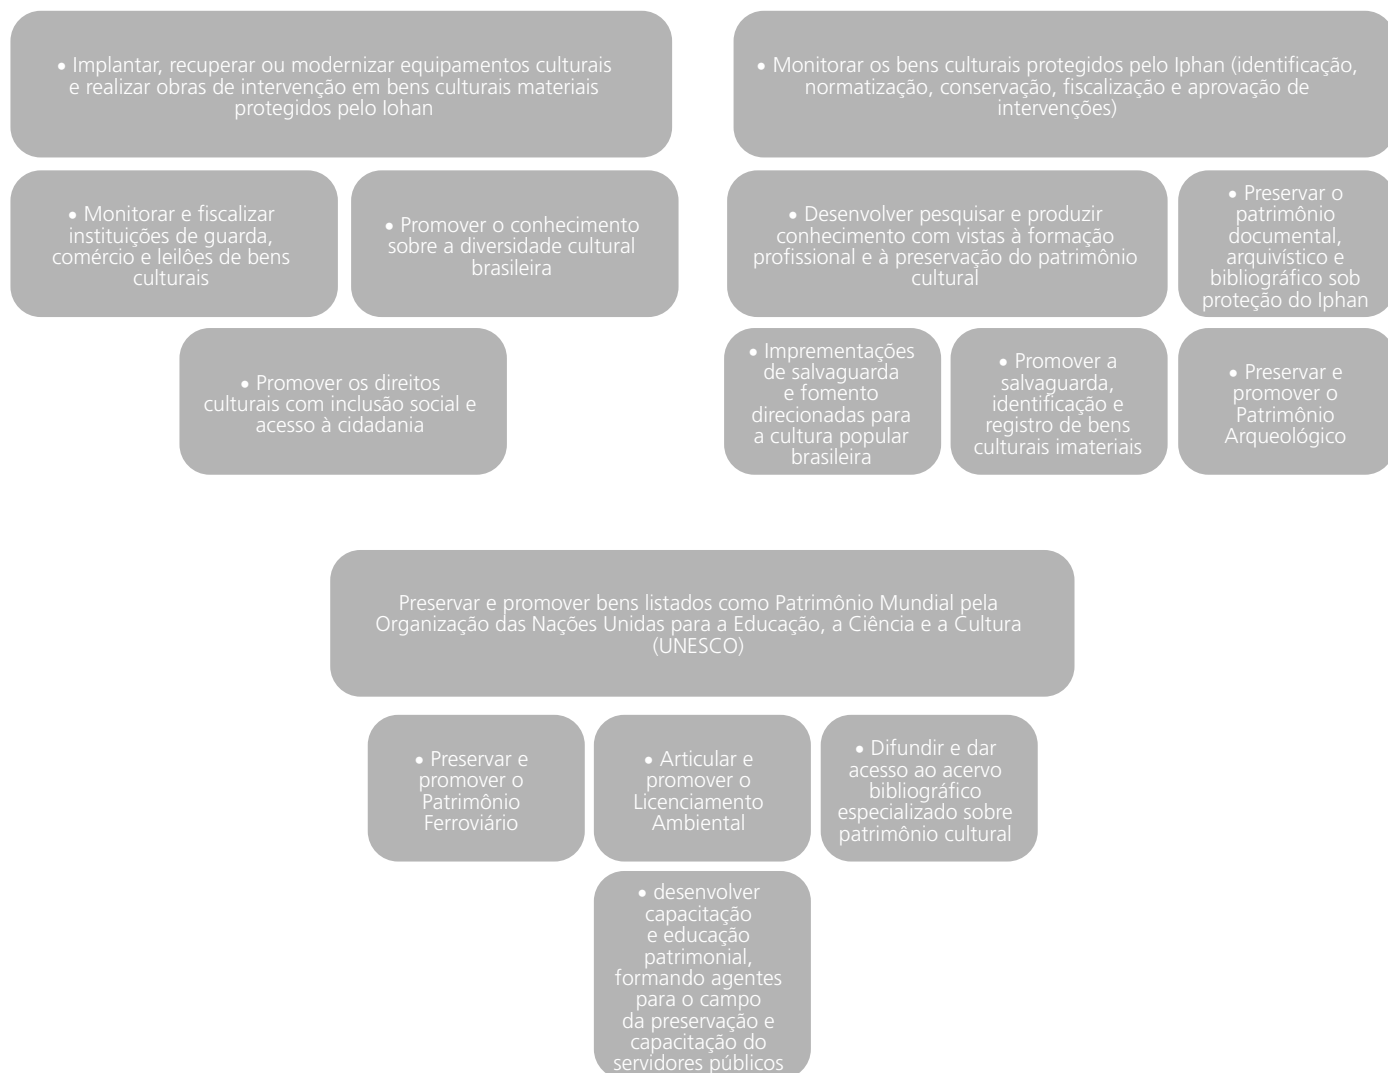 • Implantar, recuperar ou modernizar equipamentos culturais
e realizar obras de intervenção em bens culturais materiais
protegidos pelo Iohan
• Monitorar e fiscalizar
instituições de guarda,
comércio e leilôes de bens
culturais
• Promover o conhecimento
sobre a diversidade cultural
brasileira
• Promover os direitos
culturais com inclusão social e
acesso à cidadania
• Monitorar os bens culturais protegidos pelo Iphan (identificação,
normatização, conservação, fiscalização e aprovação de
intervenções)
• Desenvolver pesquisar e produzir
conhecimento com vistas à formação
profissional e à preservação do patrimônio
cultural
• Preservar o
patrimônio
documental,
arquivístico e
bibliográfico sob
proteção do Iphan
• Imprementações
de salvaguarda
e fomento
direcionadas para
a cultura popular
brasileira
• Promover a
salvaguarda,
identificação e
registro de bens
culturais imateriais
• Preservar e
promover o
Patrimônio
Arqueológico
Preservar e promover bens listados como Patrimônio Mundial pela
Organização das Nações Unidas para a Educação, a Ciência e a Cultura
(UNESCO)
• Preservar e
promover o
Patrimônio
Ferroviário
• Articular e
promover o
Licenciamento
Ambiental
• Difundir e dar
acesso ao acervo
bibliográfico
especializado sobre
patrimônio cultural
• desenvolver
capacitação
e educação
patrimonial,
formando agentes
para o campo
da preservação e
capacitação do
servidores públicos